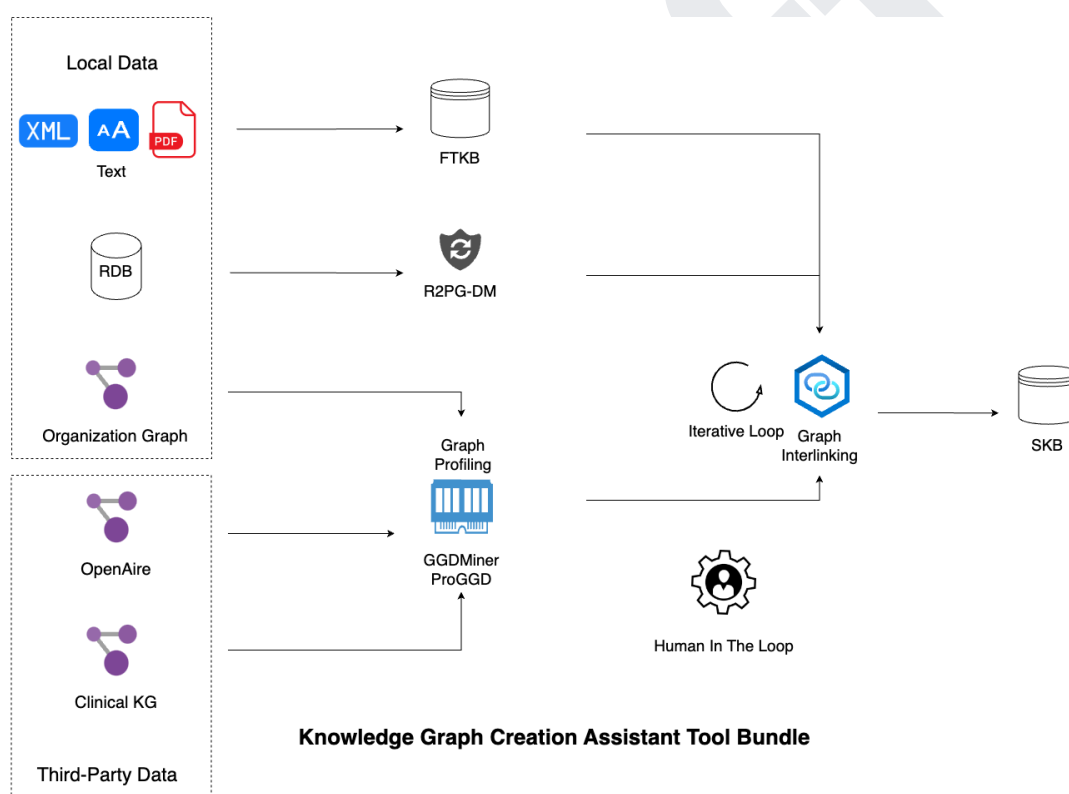 Local Data
XML
AA
PDF
Text
FTKB
RDB
R2PG-DM
Organization Graph
Graph
Profiling
Iterative Loop
Graph
Interlinking
SKB
OpenAire
GGDMiner
ProGGD
Human In The Loop
Clinical KG
Knowledge Graph Creation Assistant Tool Bundle
Third-Party Data